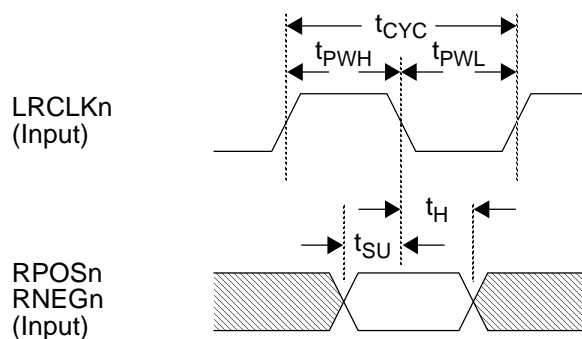 tCYC
tPWH tPWL
LRCLKn
(Input)
tH
tSU
RPOSn
RNEGn
(Input)